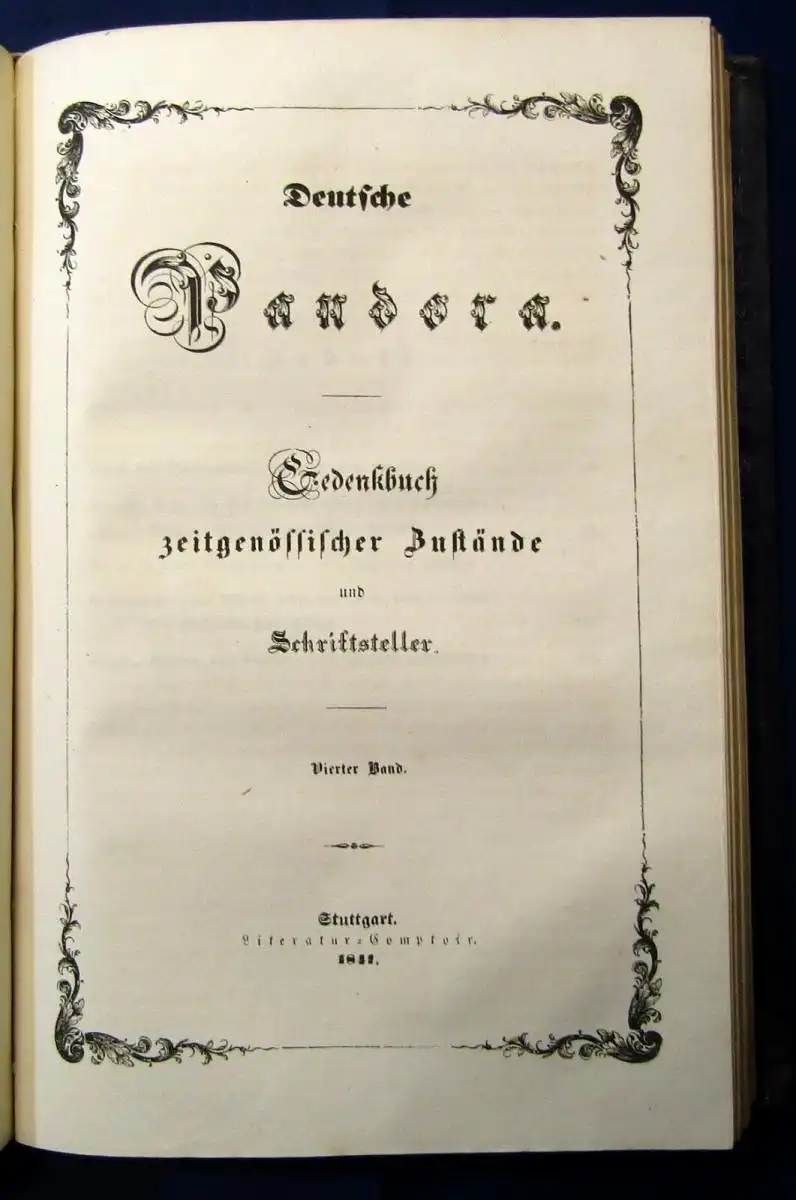 Deutsche
Pandora.
Gedenkbuch
zeitgenössischer Zustände
und
Schriftsteller.
Vierter Band.
Stuttgart.
Literatur=Comptoir.
1841.